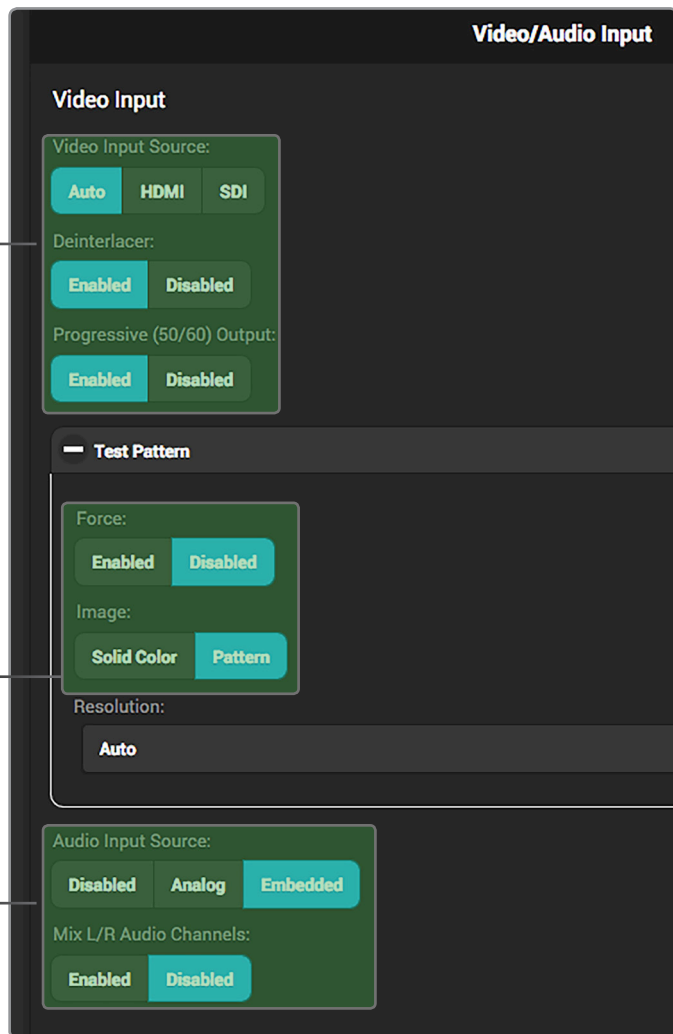 Video/Audio Input
Video Input
Video Input Source:
Auto HDMI SDI
Deinterlacer:
Enabled Disabled
Progressive (50/60) Output:
Enabled Disabled
Test Pattern
Force:
Enabled Disabled
Image:
Solid Color Pattern
Resolution:
Auto
Audio Input Source:
Disabled Analog Embedded
Mix L/R Audio Channels:
Enabled Disabled